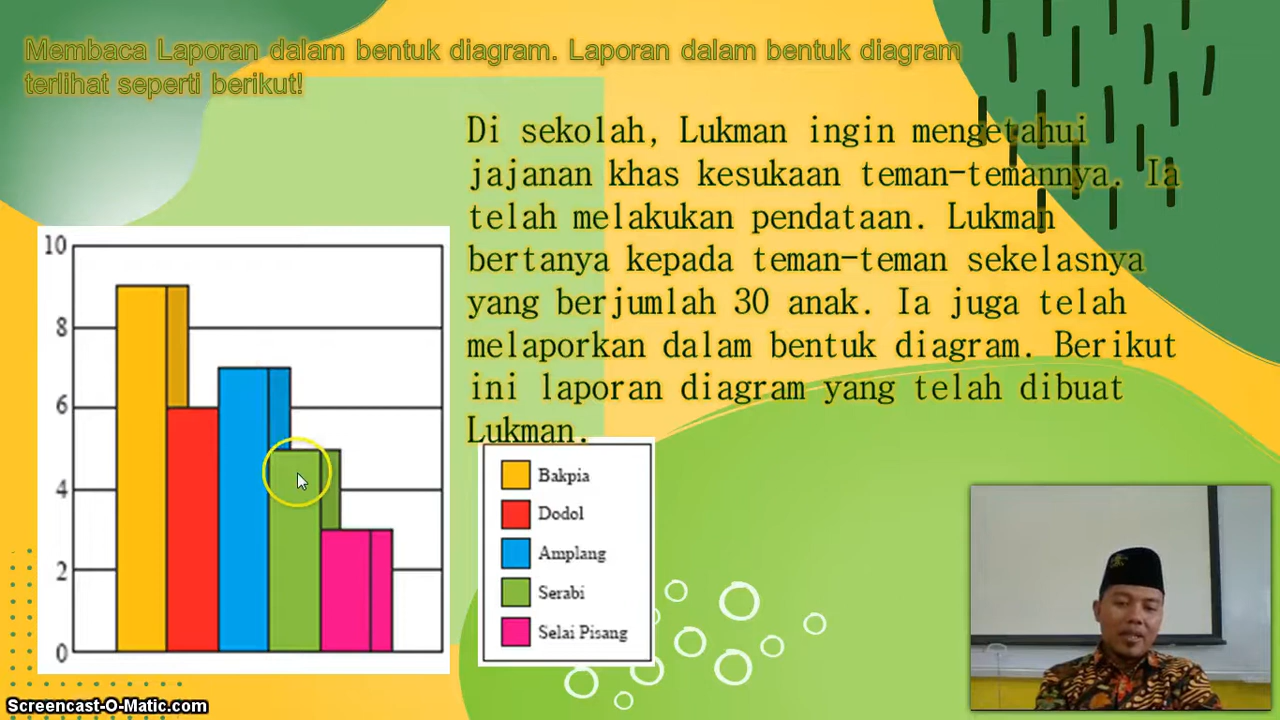 Membaca Laporan dalam bentuk diagram. Laporan dalam bentuk diagram
terlihat seperti berikut!
Di sekolah, Lukman ingin mengetahui
jajanan khas kesukaan teman-temannya. Ia
telah melakukan pendataan. Lukman
bertanya kepada teman-teman sekelasnya
yang berjumlah 30 anak. Ia juga telah
melaporkan dalam bentuk diagram. Berikut
ini laporan diagram yang telah dibuat
Lukman.
10
8
6
4
2
0
Bakpia
Dodol
Amplang
Serabi
Selai Pisang
Screencast-O-Matic.com